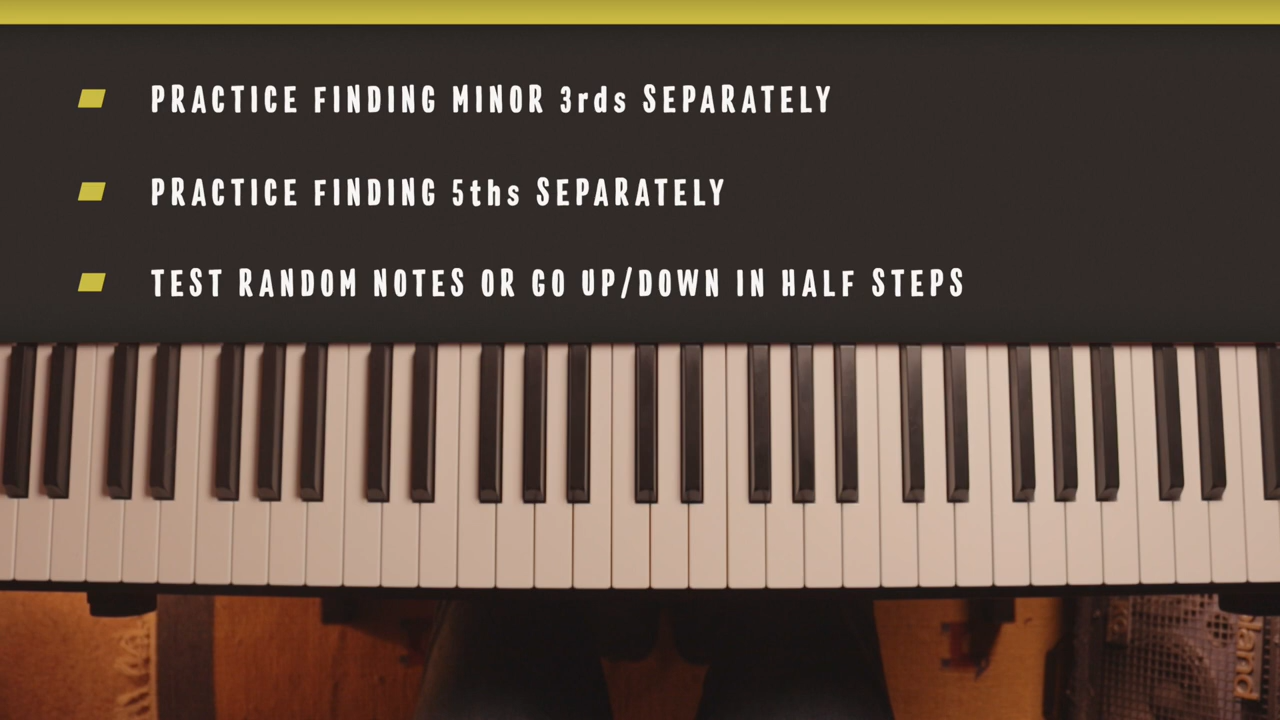 PRACTICE FINDING MINOR 3rds SEPARATELY
PRACTICE FINDING 5ths SEPARATELY
TEST RANDOM NOTES OR GO UP/DOWN IN HALF STEPS